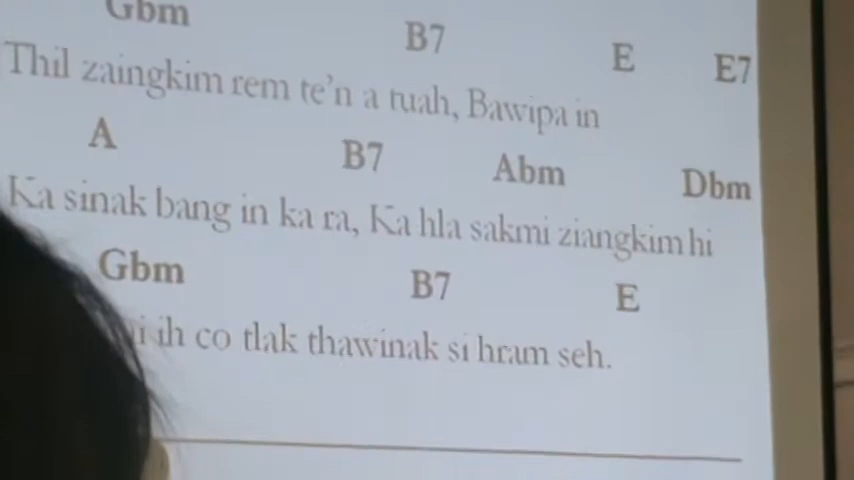 Gbm B7 E E7
Thil zaingkim rem te'n a tuah, Bawipa in
A B7 Abm Dbm
Ka sinak bang in ka ra, Ka hla sakmi ziangkim hi
Gbm B7 E
ih co tlak thawinak si hram seh.